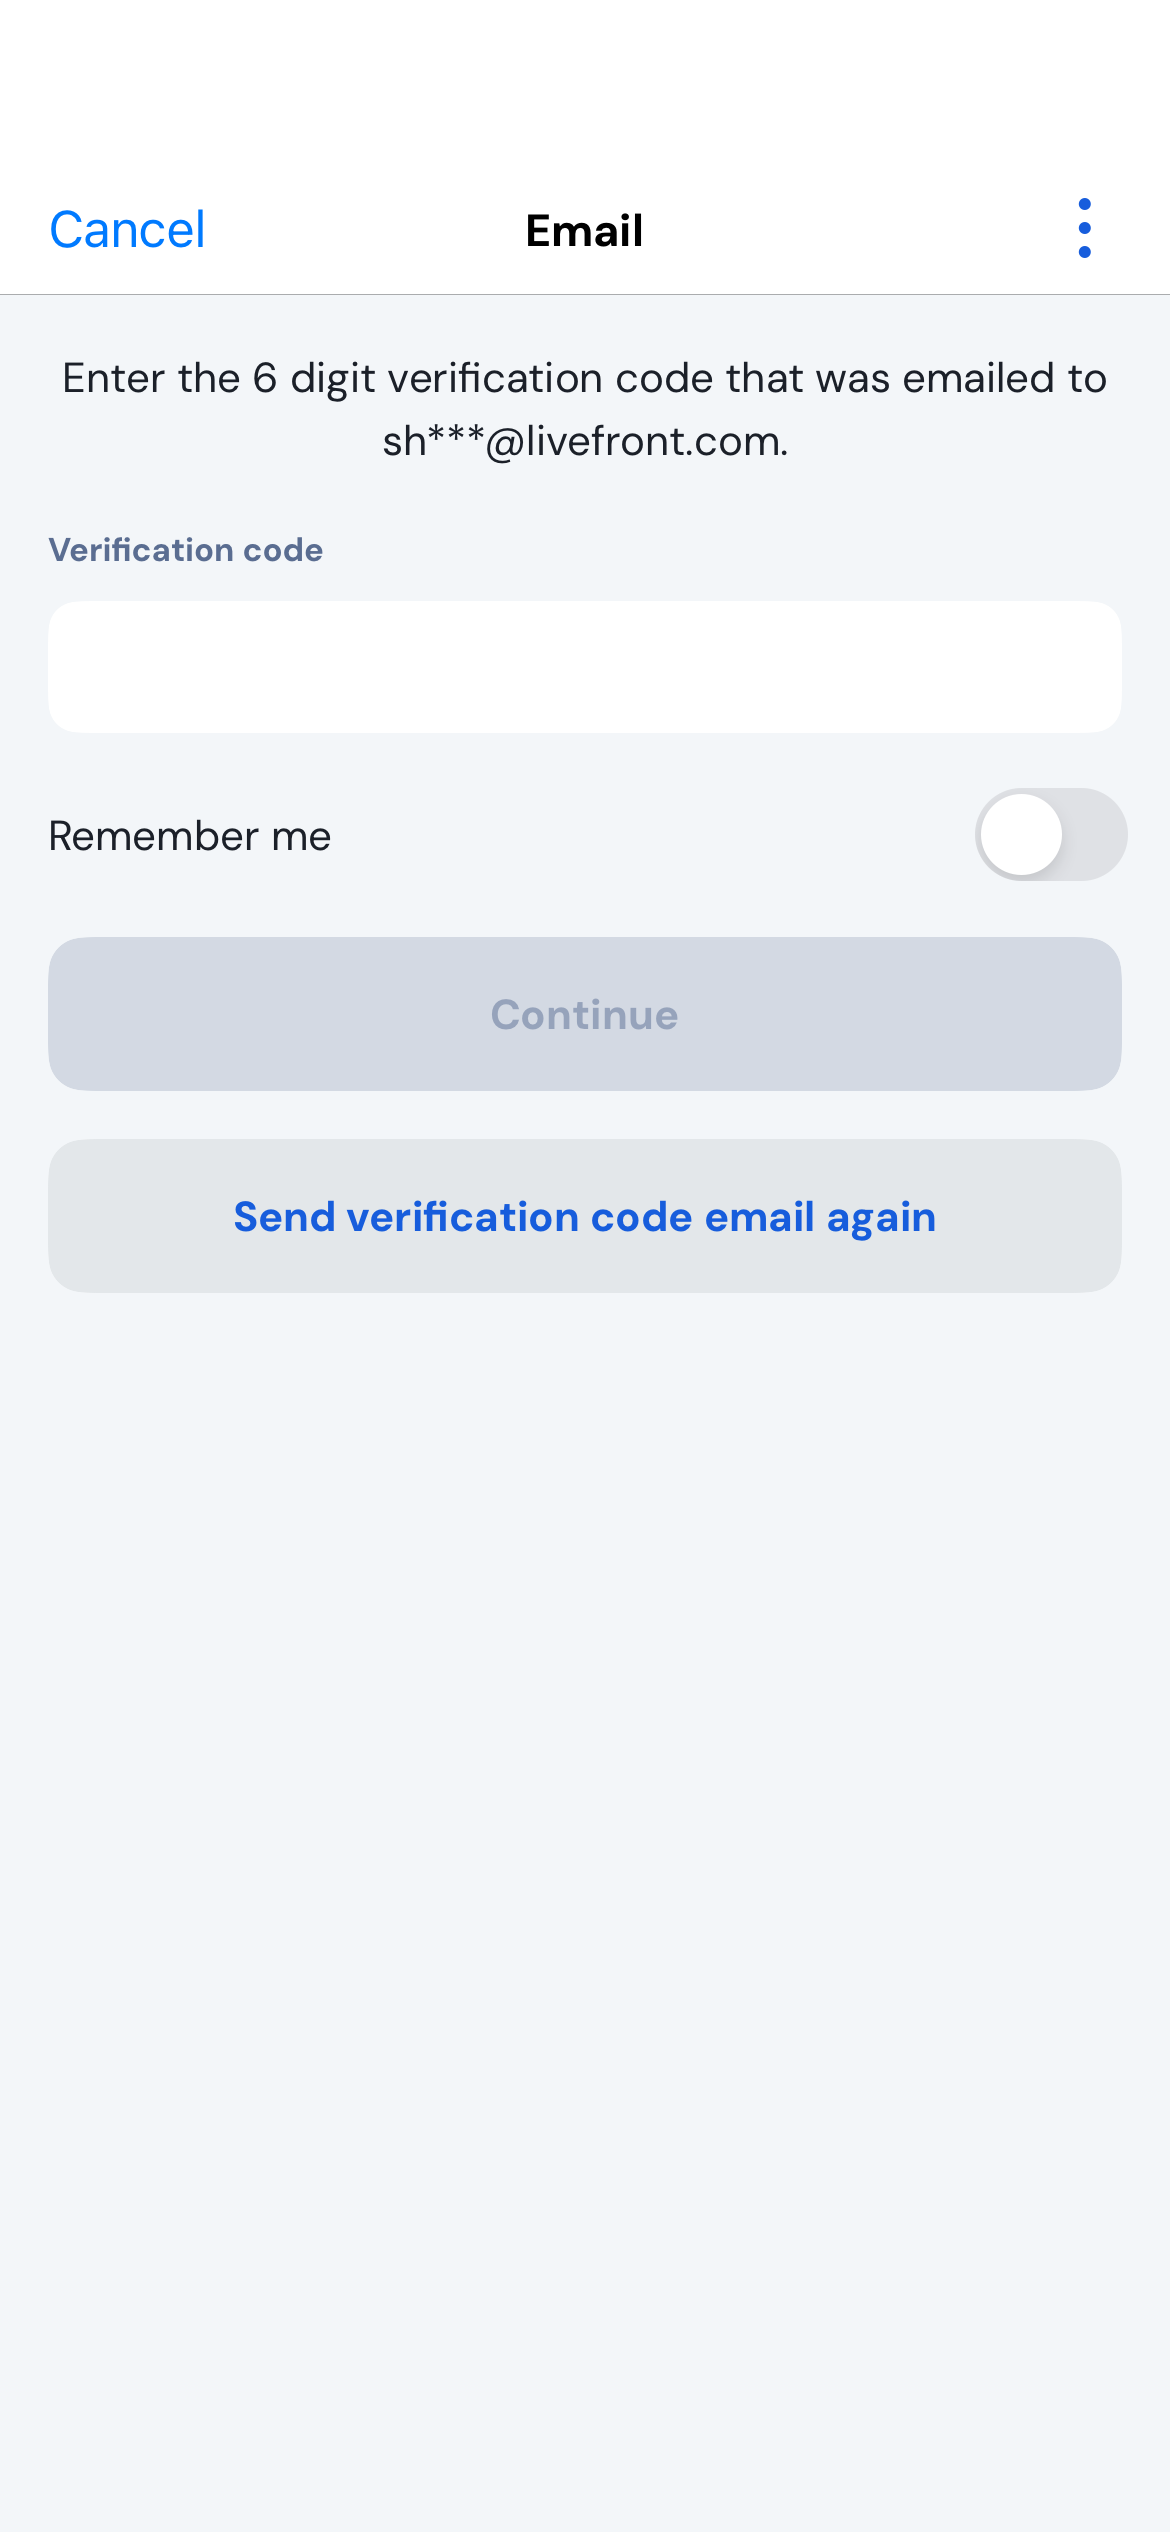 Cancel
Email
Enter the 6 digit verification code that was emailed to
sh***@livefront.com.
Verification code
Remember me
Continue
Send verification code email again